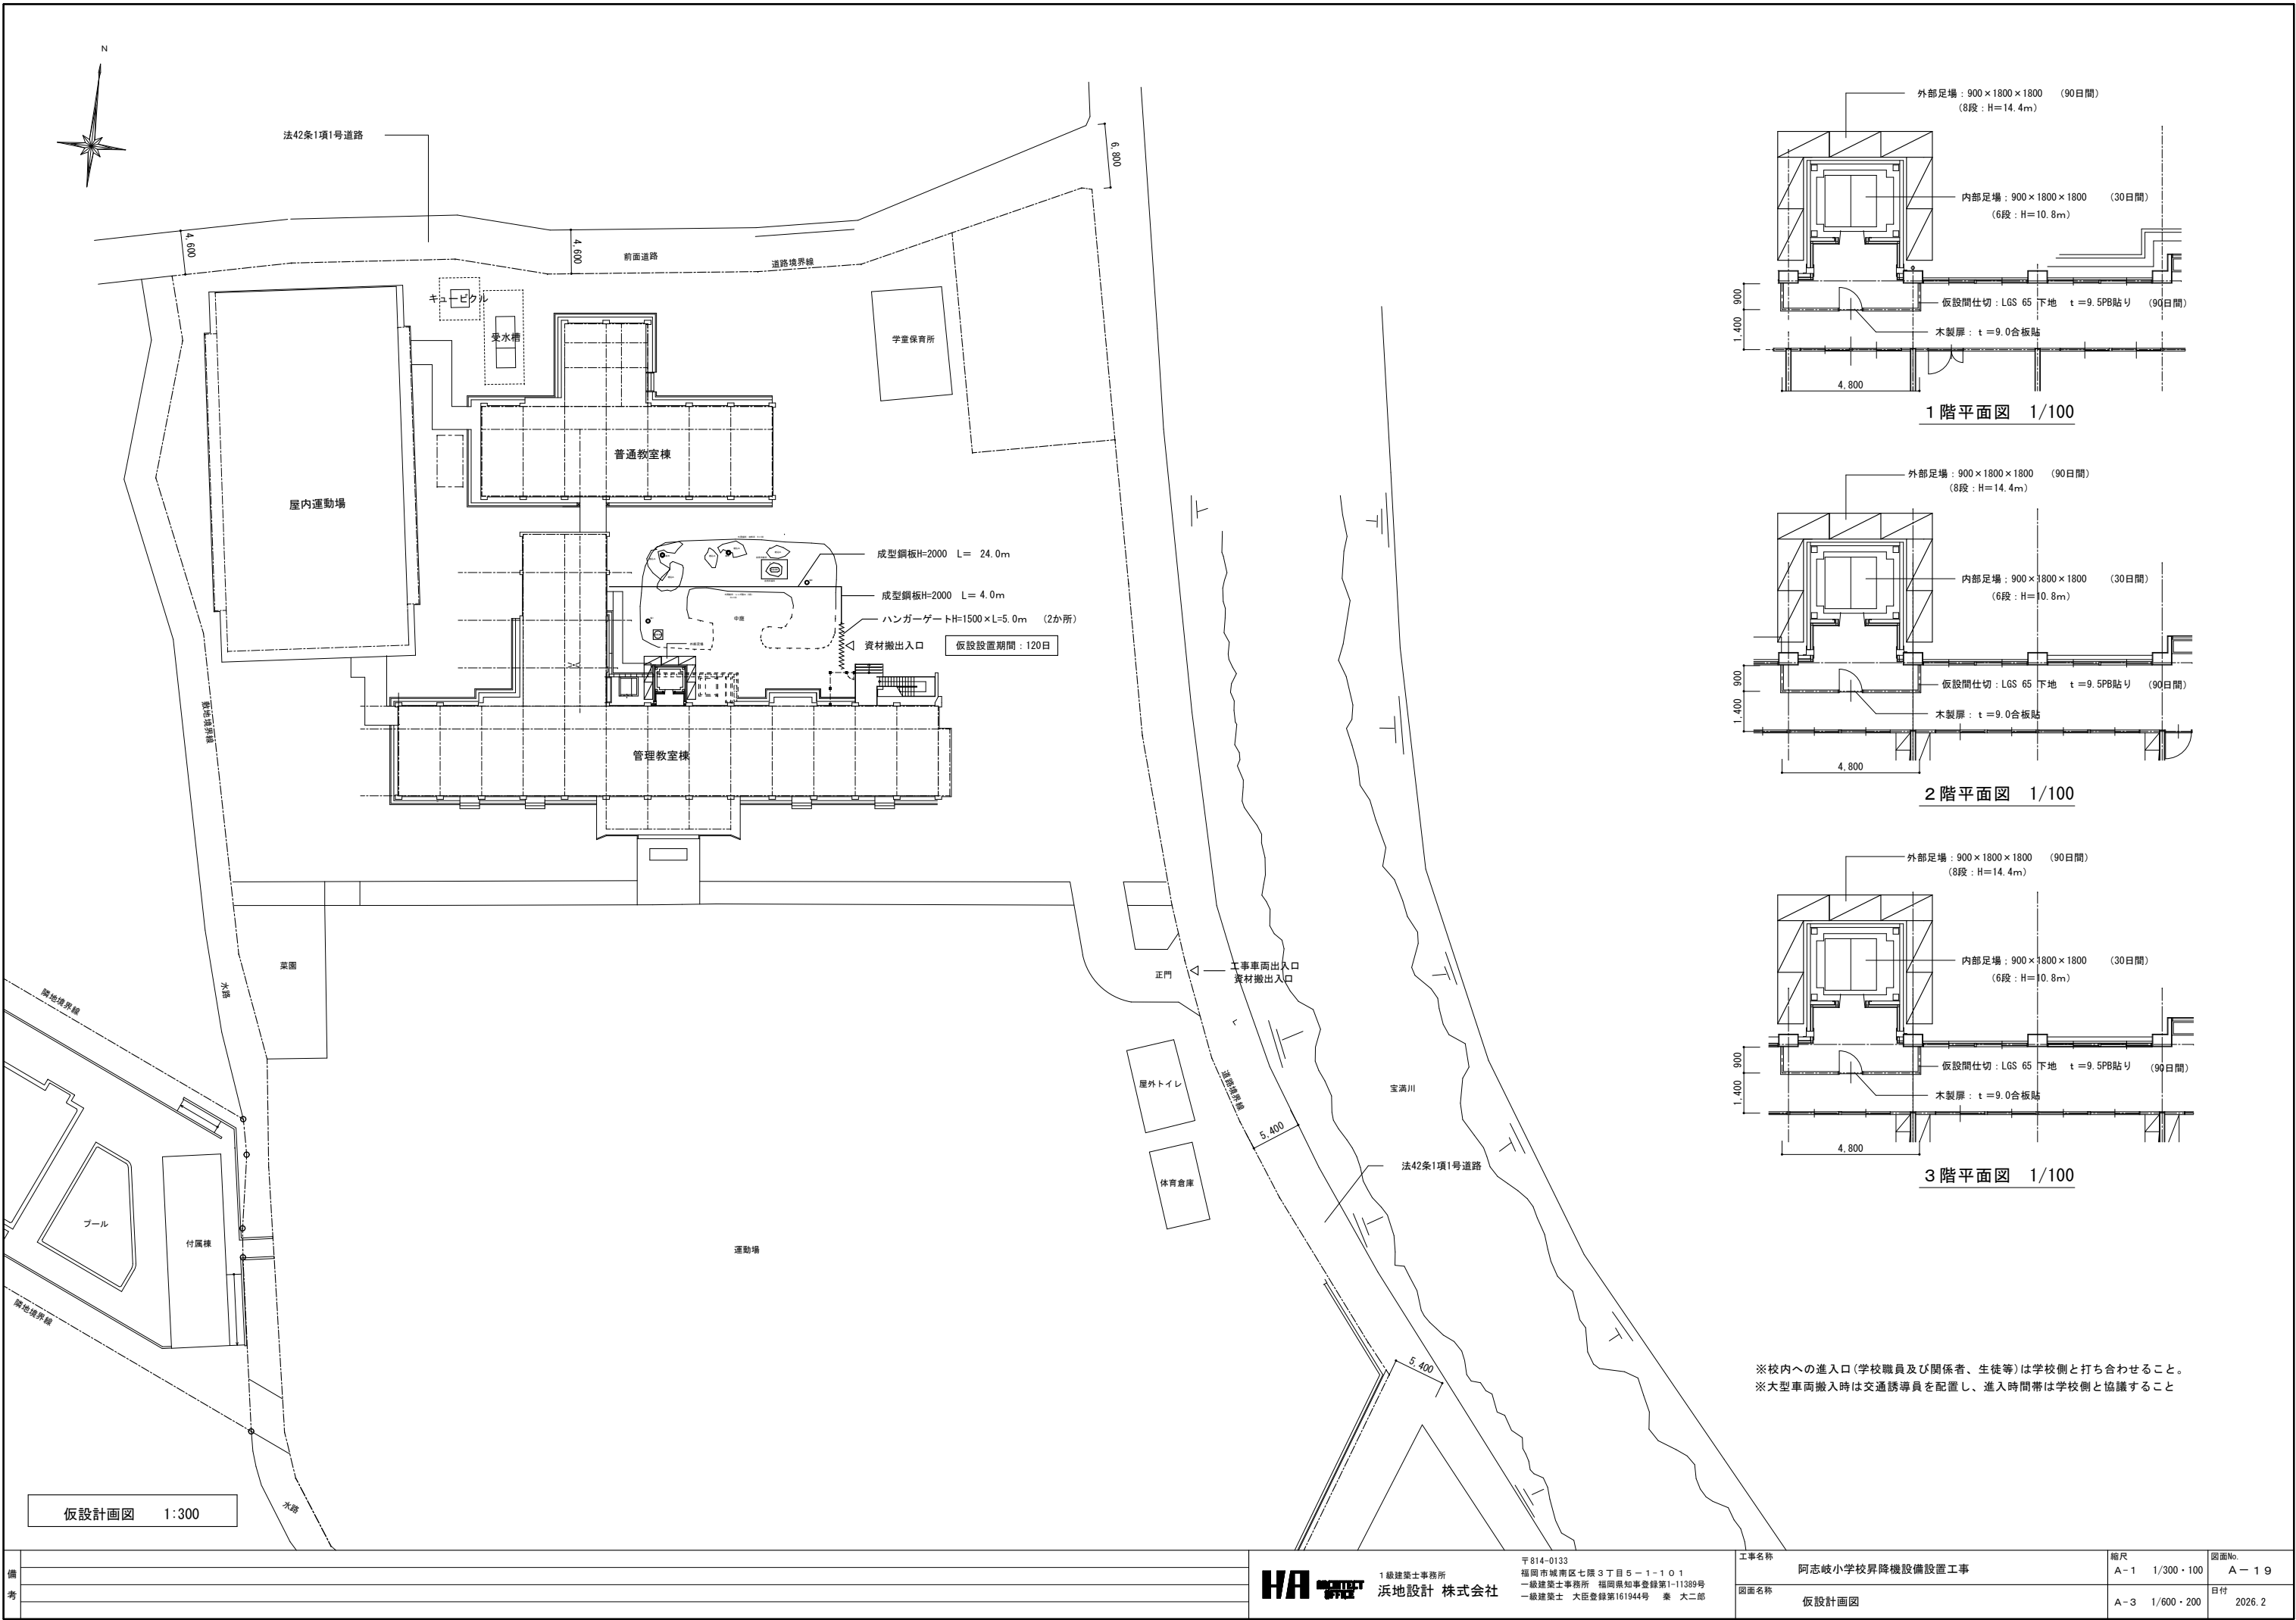 N
法42条1項1号道路
6,800
4,600
4,600
前面道路
道路境界線
キュービクル
受水槽
学童保育所
普通教室棟
屋内運動場
成型鋼板H=2000 L= 24.0m
成型鋼板H=2000 L= 4.0m
中庭
ハンガーゲートH=1500×L=5.0m (2か所)
資材搬出入口
仮設設置期間：120日
敷地境界線
管理教室棟
菜園
水路
正門
工事車両出入口
資材搬出入口
隣地境界線
屋外トイレ
道路境界線
宝満川
5,400
法42条1項1号道路
体育倉庫
プール
付属棟
運動場
隣地境界線
5,400
水路
仮設計画図 1:300
外部足場：900×1800×1800 (90日間)
(8段：H=14.4m)
内部足場：900×1800×1800 (30日間)
(6段：H=10.8m)
900
仮設間仕切：LGS 65 下地 t=9.5PB貼り (90日間)
1,400
木製扉：t=9.0合板貼
4,800
1階平面図 1/100
外部足場：900×1800×1800 (90日間)
(8段：H=14.4m)
内部足場：900×1800×1800 (30日間)
(6段：H=10.8m)
900
仮設間仕切：LGS 65 下地 t=9.5PB貼り (90日間)
1,400
木製扉：t=9.0合板貼
4,800
2階平面図 1/100
外部足場：900×1800×1800 (90日間)
(8段：H=14.4m)
内部足場：900×1800×1800 (30日間)
(6段：H=10.8m)
900
仮設間仕切：LGS 65 下地 t=9.5PB貼り (90日間)
1,400
木製扉：t=9.0合板貼
4,800
3階平面図 1/100
※校内への進入口(学校職員及び関係者、生徒等)は学校側と打ち合わせること。
※大型車両搬入時は交通誘導員を配置し、進入時間帯は学校側と協議すること
備考
HA ARCHITECT OFFICE
1級建築士事務所
浜地設計 株式会社
〒814-0133
福岡市城南区七隈3丁目5-1-101
一級建築士事務所 福岡県知事登録第1-11389号
一級建築士 大臣登録第161944号 秦 大二郎
工事名称
阿志岐小学校昇降機設備設置工事
図面名称
仮設計画図
縮尺
A-1 1/300・100
A-3 1/600・200
図面No.
A-19
日付
2026.2